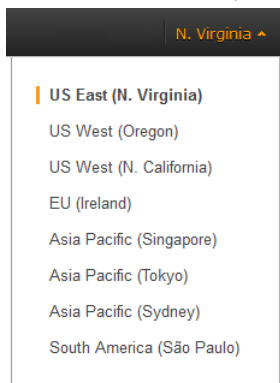 N. Virginia
US East (N. Virginia)
US West (Oregon)
US West (N. California)
EU (Ireland)
Asia Pacific (Singapore)
Asia Pacific (Tokyo)
Asia Pacific (Sydney)
South America (São Paulo)